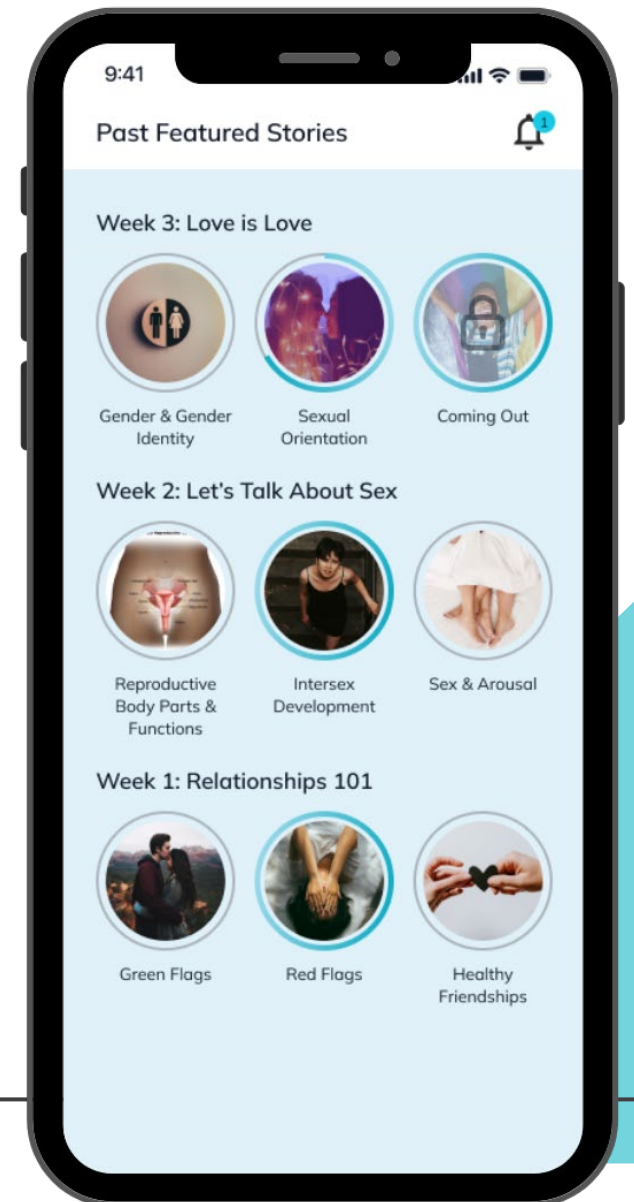 9:41
Past Featured Stories
1
Week 3: Love is Love
Gender & Gender
Identity
Sexual
Orientation
Coming Out
Week 2: Let's Talk About Sex
Reproductive
Body Parts &
Functions
Intersex
Development
Sex & Arousal
Week 1: Relationships 101
Green Flags
Red Flags
Healthy
Friendships